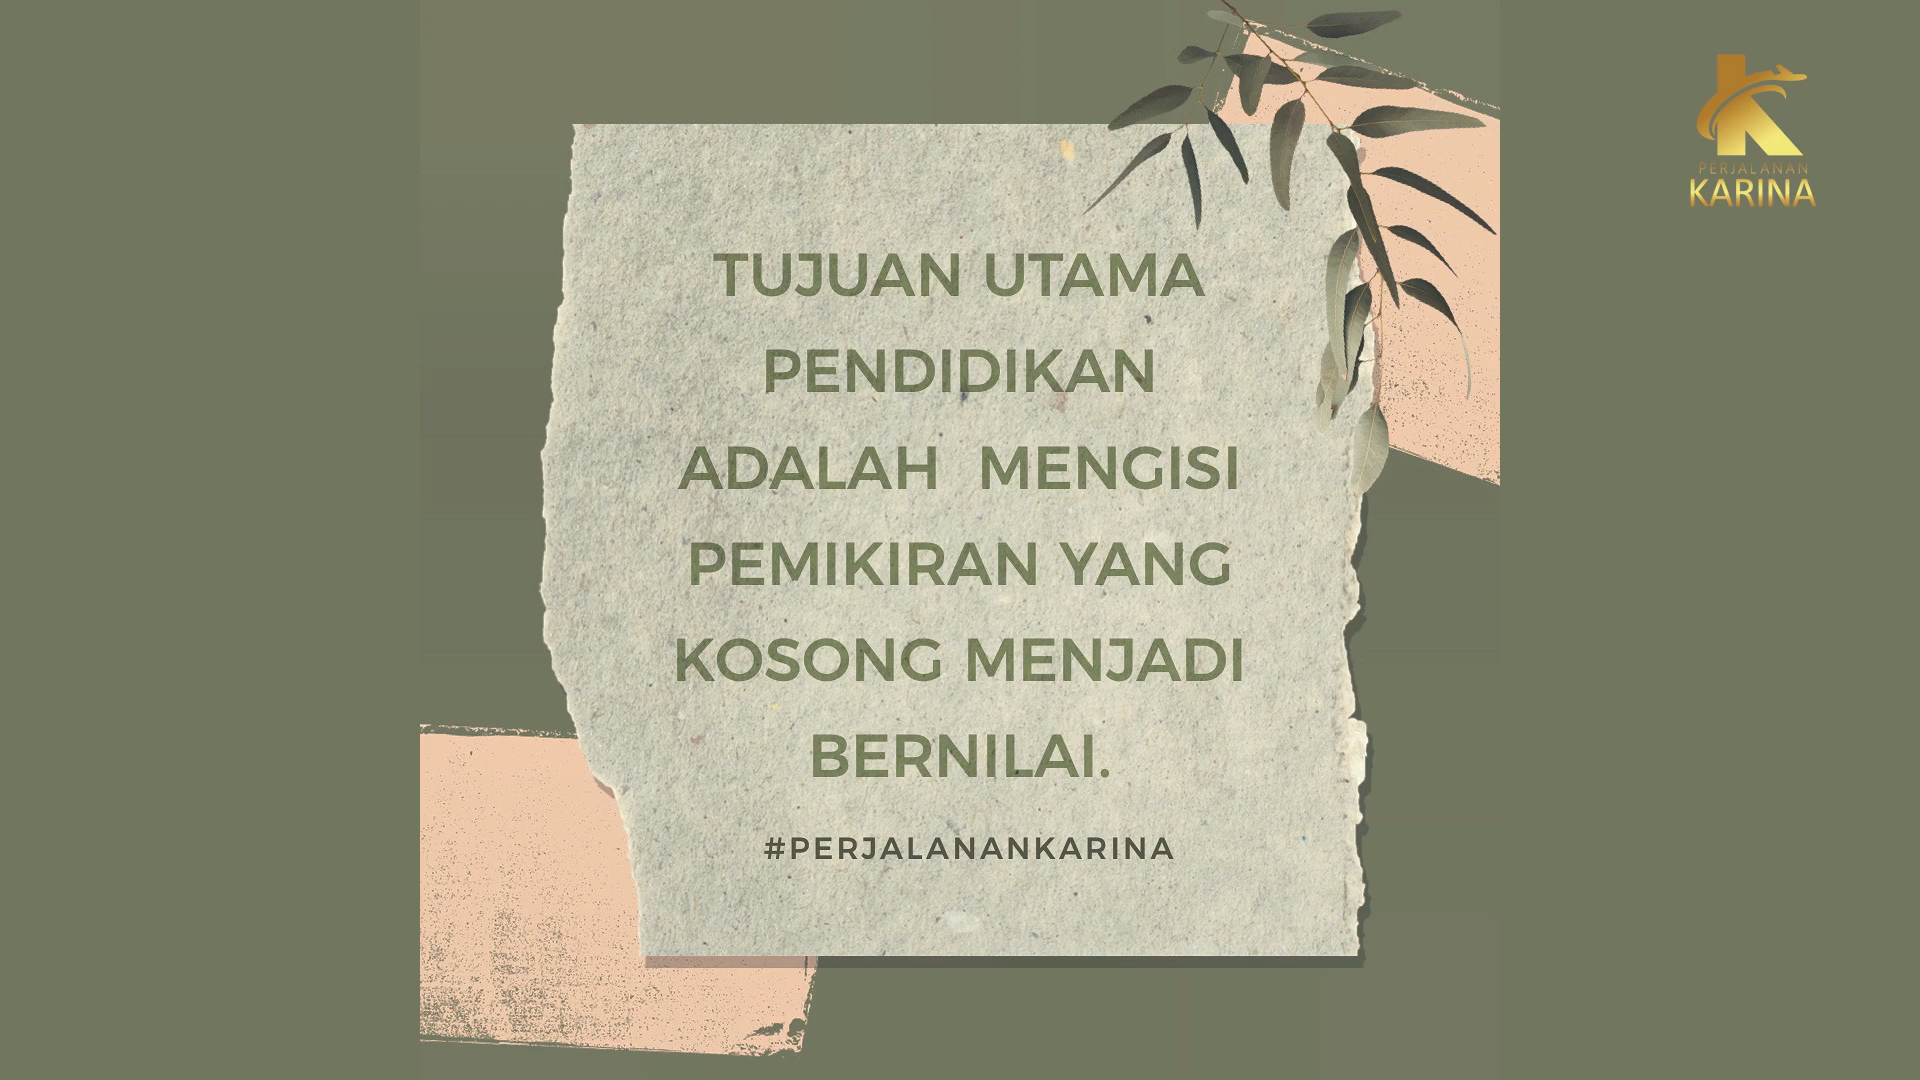 TUJUAN UTAMA
PENDIDIKAN
ADALAH  MENGISI
PEMIKIRAN YANG
KOSONG MENJADI
BERNILAI.
#PERJALANANKARINA
PERJALANAN
KARINA